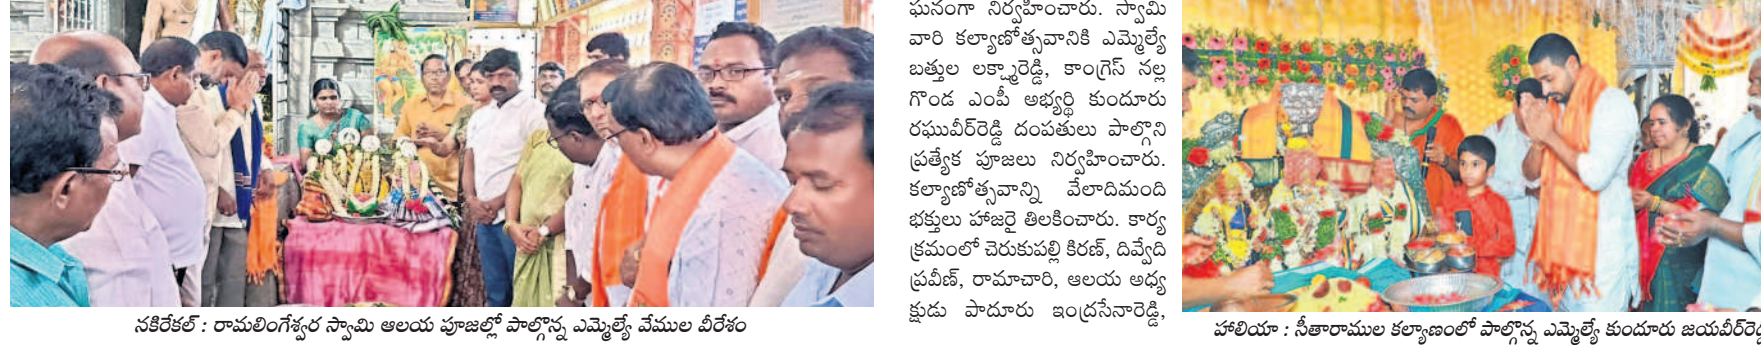 ఘనంగా నిర్వహించారు. స్వామి
వారి కల్యాణోత్సవానికి ఎమ్మెల్యే
బత్తుల లక్ష్మారెడ్డి, కాంగ్రెస్ నల్ల
గొండ ఎంపీ అభ్యర్థి కుందూరు
రఘువీర్‌రెడ్డి దంపతులు పాల్గొని
ప్రత్యేక పూజలు నిర్వహించారు.
కల్యాణోత్సవాన్ని వేలాదిమంది
భక్తులు హాజరై తిలకించారు. కార్య
క్రమంలో చెరుకుపల్లి కిరణ్, దివ్వేది
ప్రవీణ్, రామాచారి, ఆలయ అధ్య
క్షుడు పాదూరు ఇంద్రసేనారెడ్డి,
నకిరేకల్ : రామలింగేశ్వర స్వామి ఆలయ పూజల్లో పాల్గొన్న ఎమ్మెల్యే వేముల వీరేశం
హాలియా : సీతారాముల కల్యాణంలో పాల్గొన్న ఎమ్మెల్యే కుందూరు